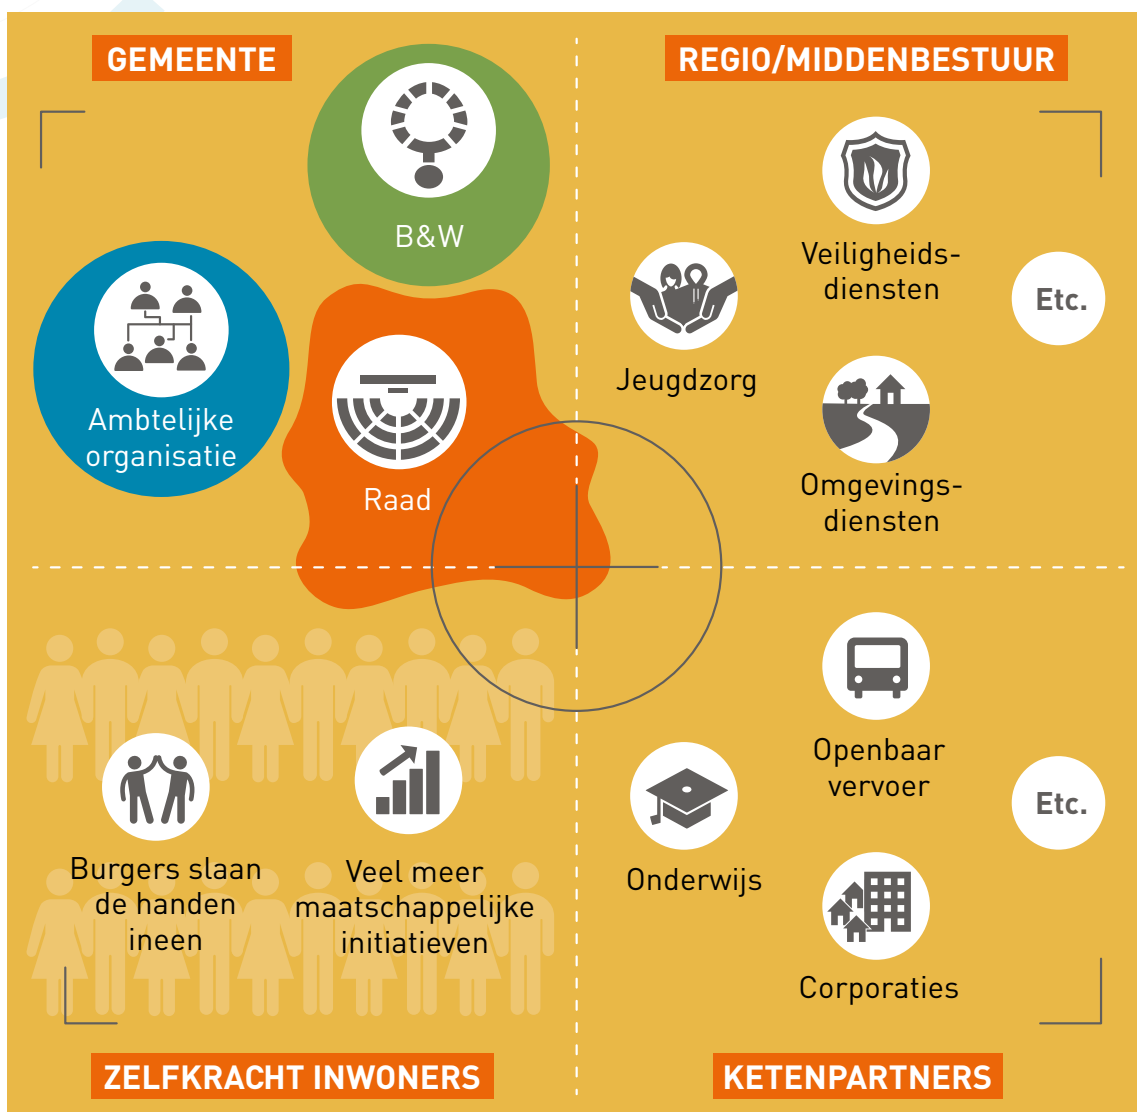 GEMEENTE
B&W
Ambtelijke
organisatie
Raad
REGIO/MIDDENBESTUUR
Veiligheids-
diensten
Jeugdzorg
Etc.
Omgevings-
diensten
Burgers slaan
de handen
ineen
Veel meer
maatschappelijke
initiatieven
ZELFKRACHT INWONERS
Openbaar
vervoer
Onderwijs
Etc.
Corporaties
KETENPARTNERS